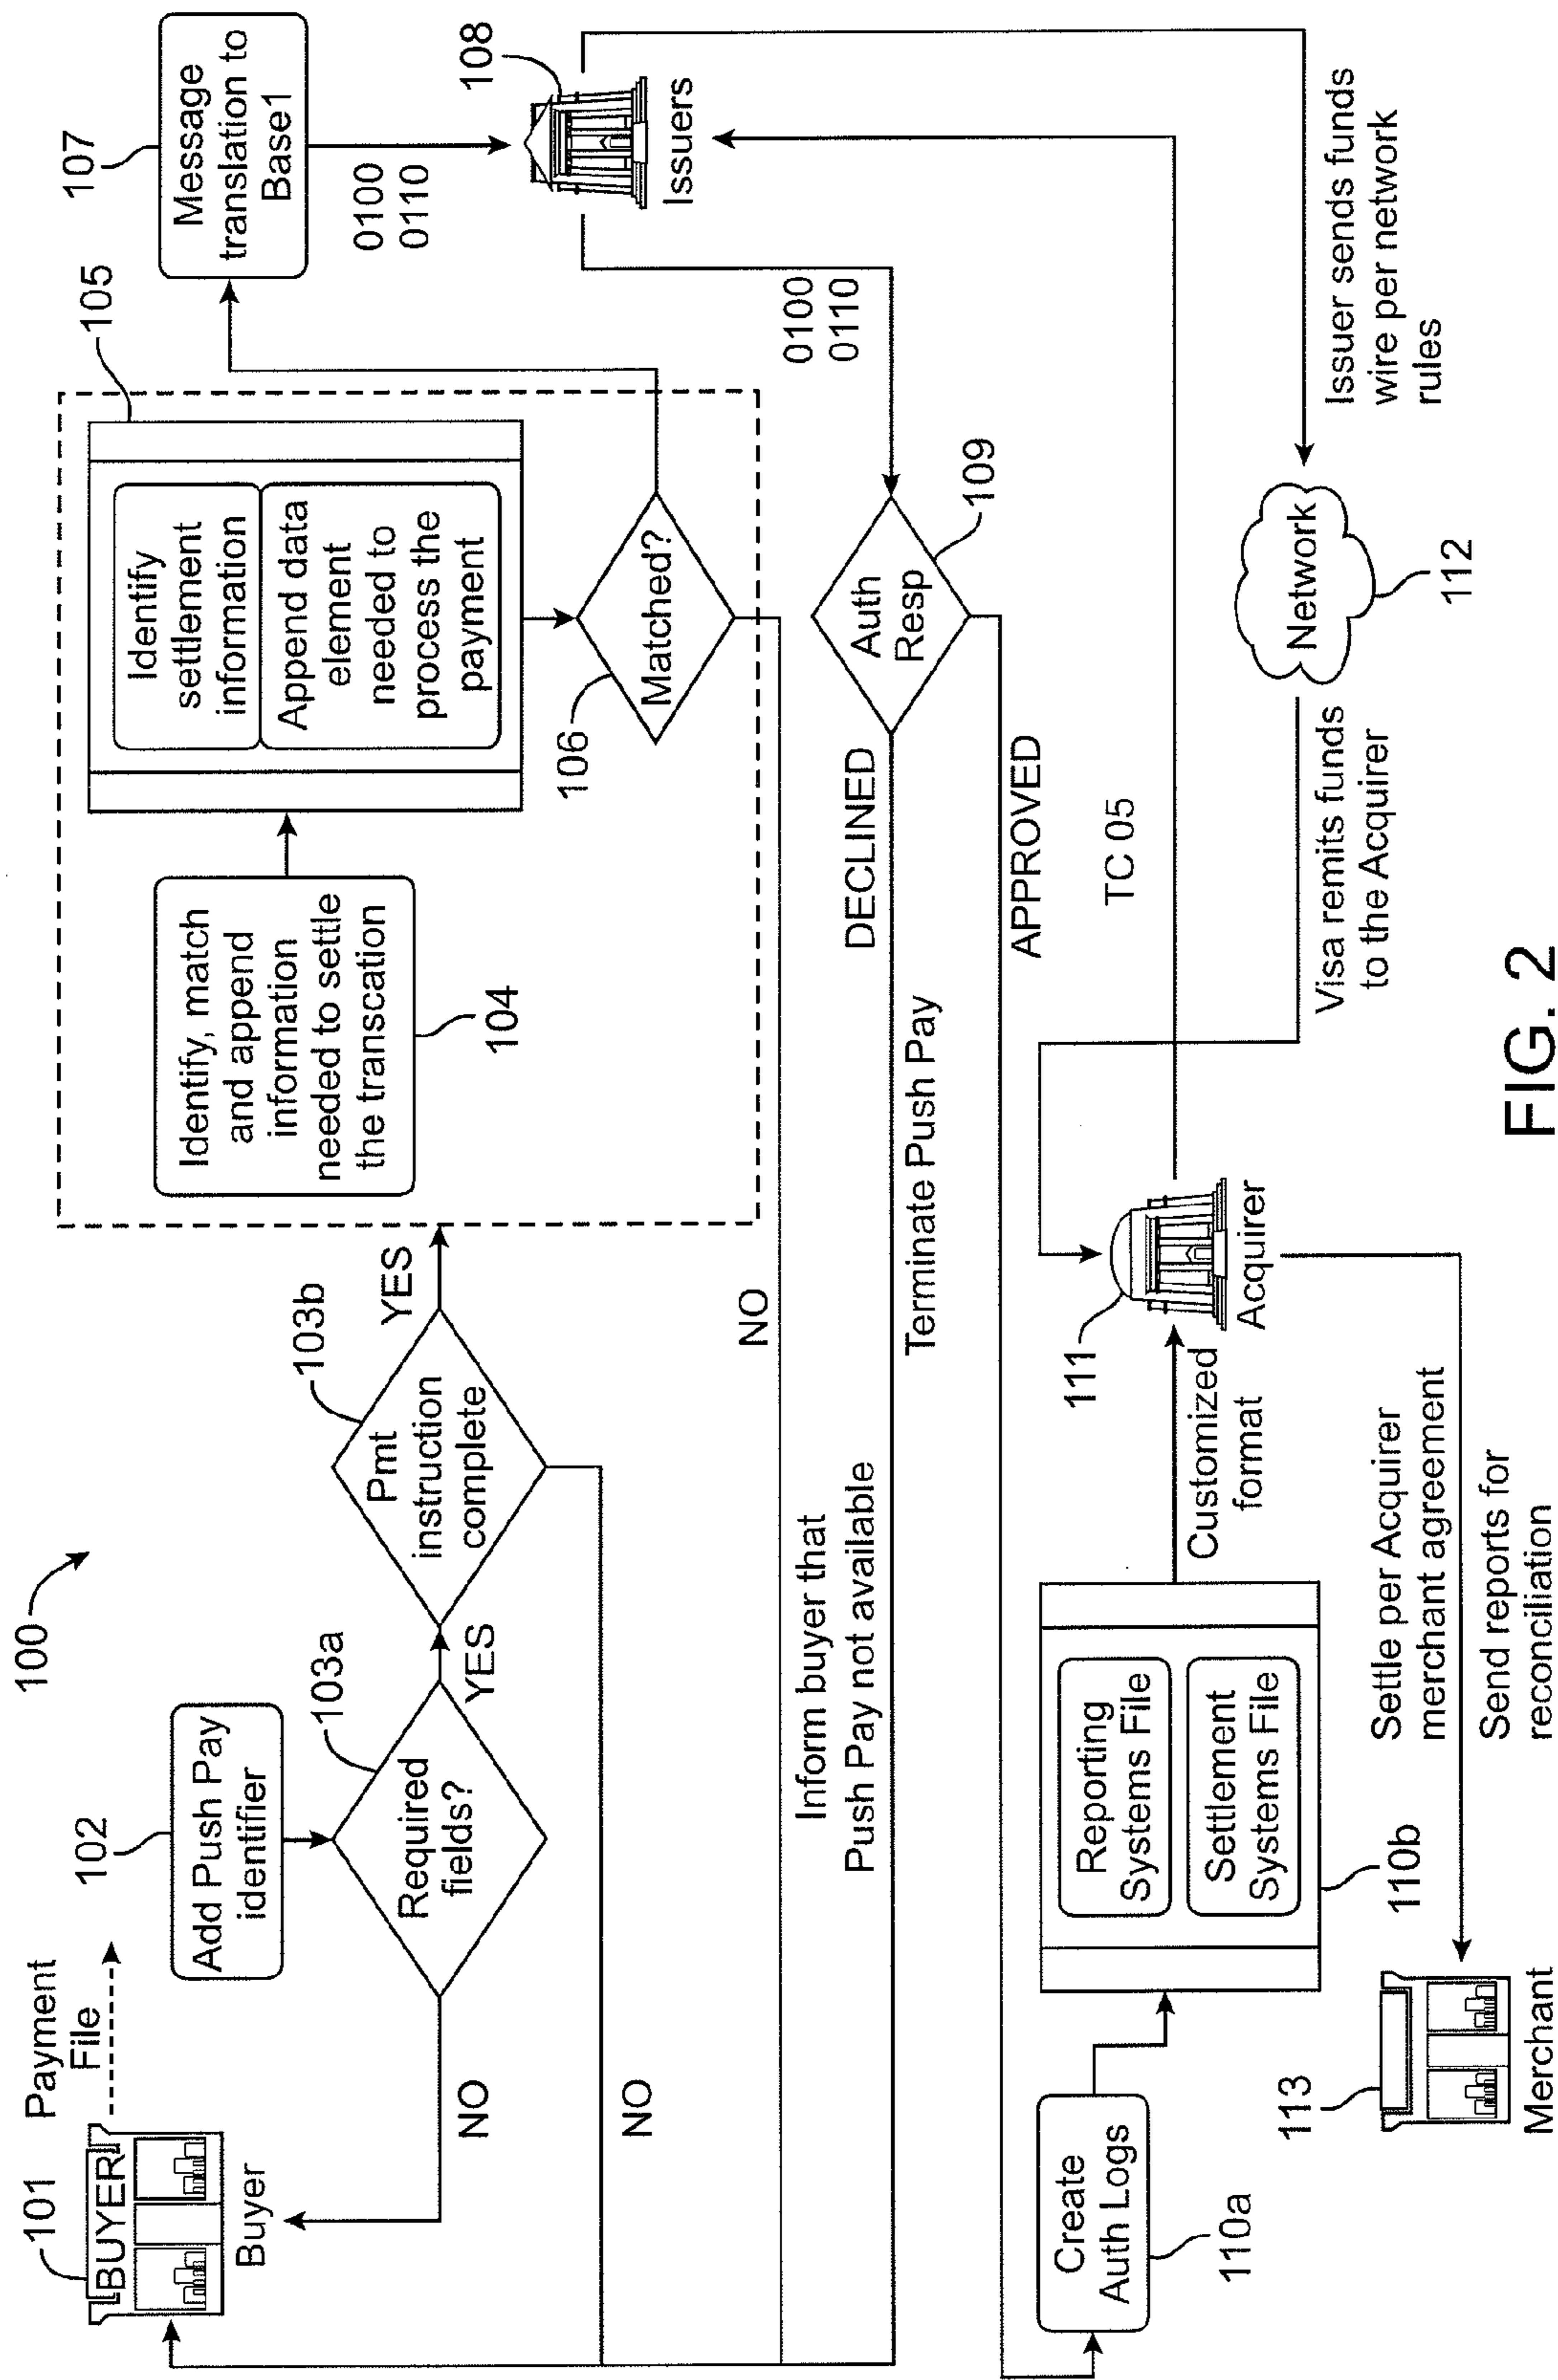 100
101
BUYER
Buyer
Payment
File
102
Add Push Pay
identifier
103a
Required
fields?
NO
YES
103b
Pmt
instruction
complete
YES
NO
104
Identify, match
and append
information
needed to settle
the transcation
105
Identify
settlement
information
Append data
element
needed to
process the
payment
106
Matched?
NO
Inform buyer that
Push Pay not available
107
Message
translation to
Base1
0100
0110
108
Issuers
0100
0110
109
Auth
Resp
DECLINED
Terminate Push Pay
APPROVED
TC 05
110a
Create
Auth Logs
110b
Reporting
Systems File
Settlement
Systems File
Customized
format
111
Acquirer
Visa remits funds
to the Acquirer
Network
112
Issuer sends funds
wire per network
rules
Settle per Acquirer
merchant agreement
Send reports for
reconciliation
113
Merchant
FIG. 2